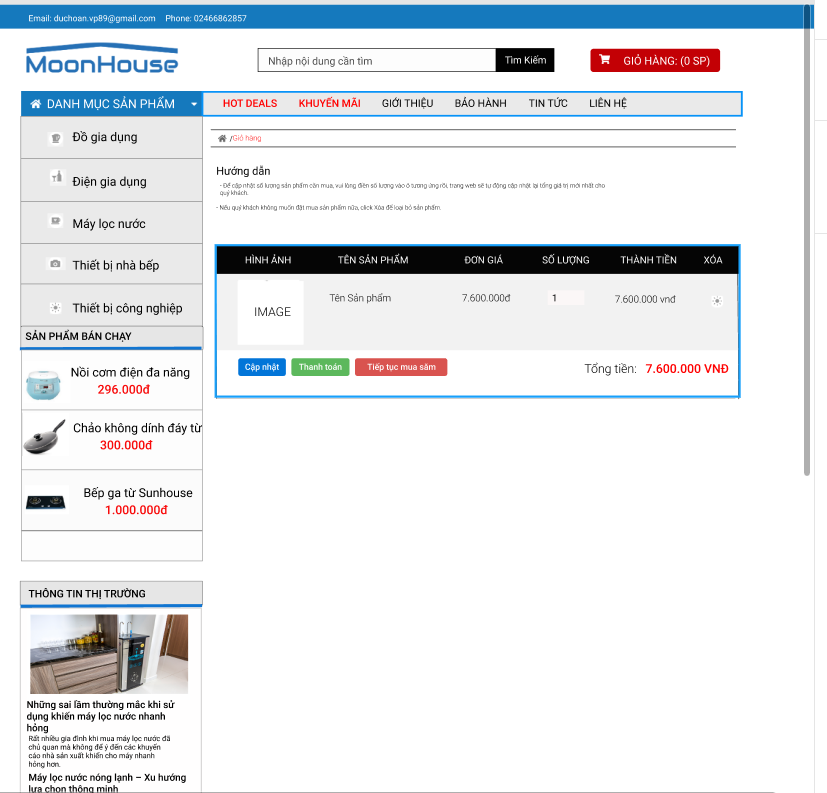 Email: duchoan.vp89@gmail.com Phone: 02466862857
MoonHouse
Nhập nội dung cần tìm
Tìm Kiếm
GIỎ HÀNG: (0 SP)
DANH MỤC SẢN PHẨM
HOT DEALS KHUYẾN MÃI GIỚI THIỆU BẢO HÀNH TIN TỨC LIÊN HỆ
Đồ gia dụng
Điện gia dụng
Máy lọc nước
Thiết bị nhà bếp
Thiết bị công nghiệp
SẢN PHẨM BÁN CHẠY
Nồi cơm điện đa năng
296.000đ
Chảo không dính đáy từ
300.000đ
Bếp ga từ Sunhouse
1.000.000đ
THÔNG TIN THỊ TRƯỜNG
Những sai lầm thường mắc khi sử
dụng khiến máy lọc nước nhanh
hỏng
Rất nhiều gia đình khi mua máy lọc nước đã
chủ quan mà không để ý đến các khuyến
cáo nhà sản xuất khiến cho máy nhanh
hỏng hơn.
Máy lọc nước nóng lạnh – Xu hướng
lựa chọn thông minh
/Giỏ hàng
Hướng dẫn
- Để cập nhật số lượng sản phẩm cần mua, vui lòng điền số lượng vào ô tương ứng rồi, trang web sẽ tự động cập nhật lại tổng giá trị mới nhất cho
quý khách.
- Nếu quý khách không muốn đặt mua sản phẩm nữa, click Xóa để loại bỏ sản phẩm.
HÌNH ẢNH TÊN SẢN PHẨM ĐƠN GIÁ SỐ LƯỢNG THÀNH TIỀN XÓA
IMAGE Tên Sản phẩm 7.600.000đ 1 7.600.000 vnđ
Cập nhật Thanh toán Tiếp tục mua sắm Tổng tiền: 7.600.000 VNĐ